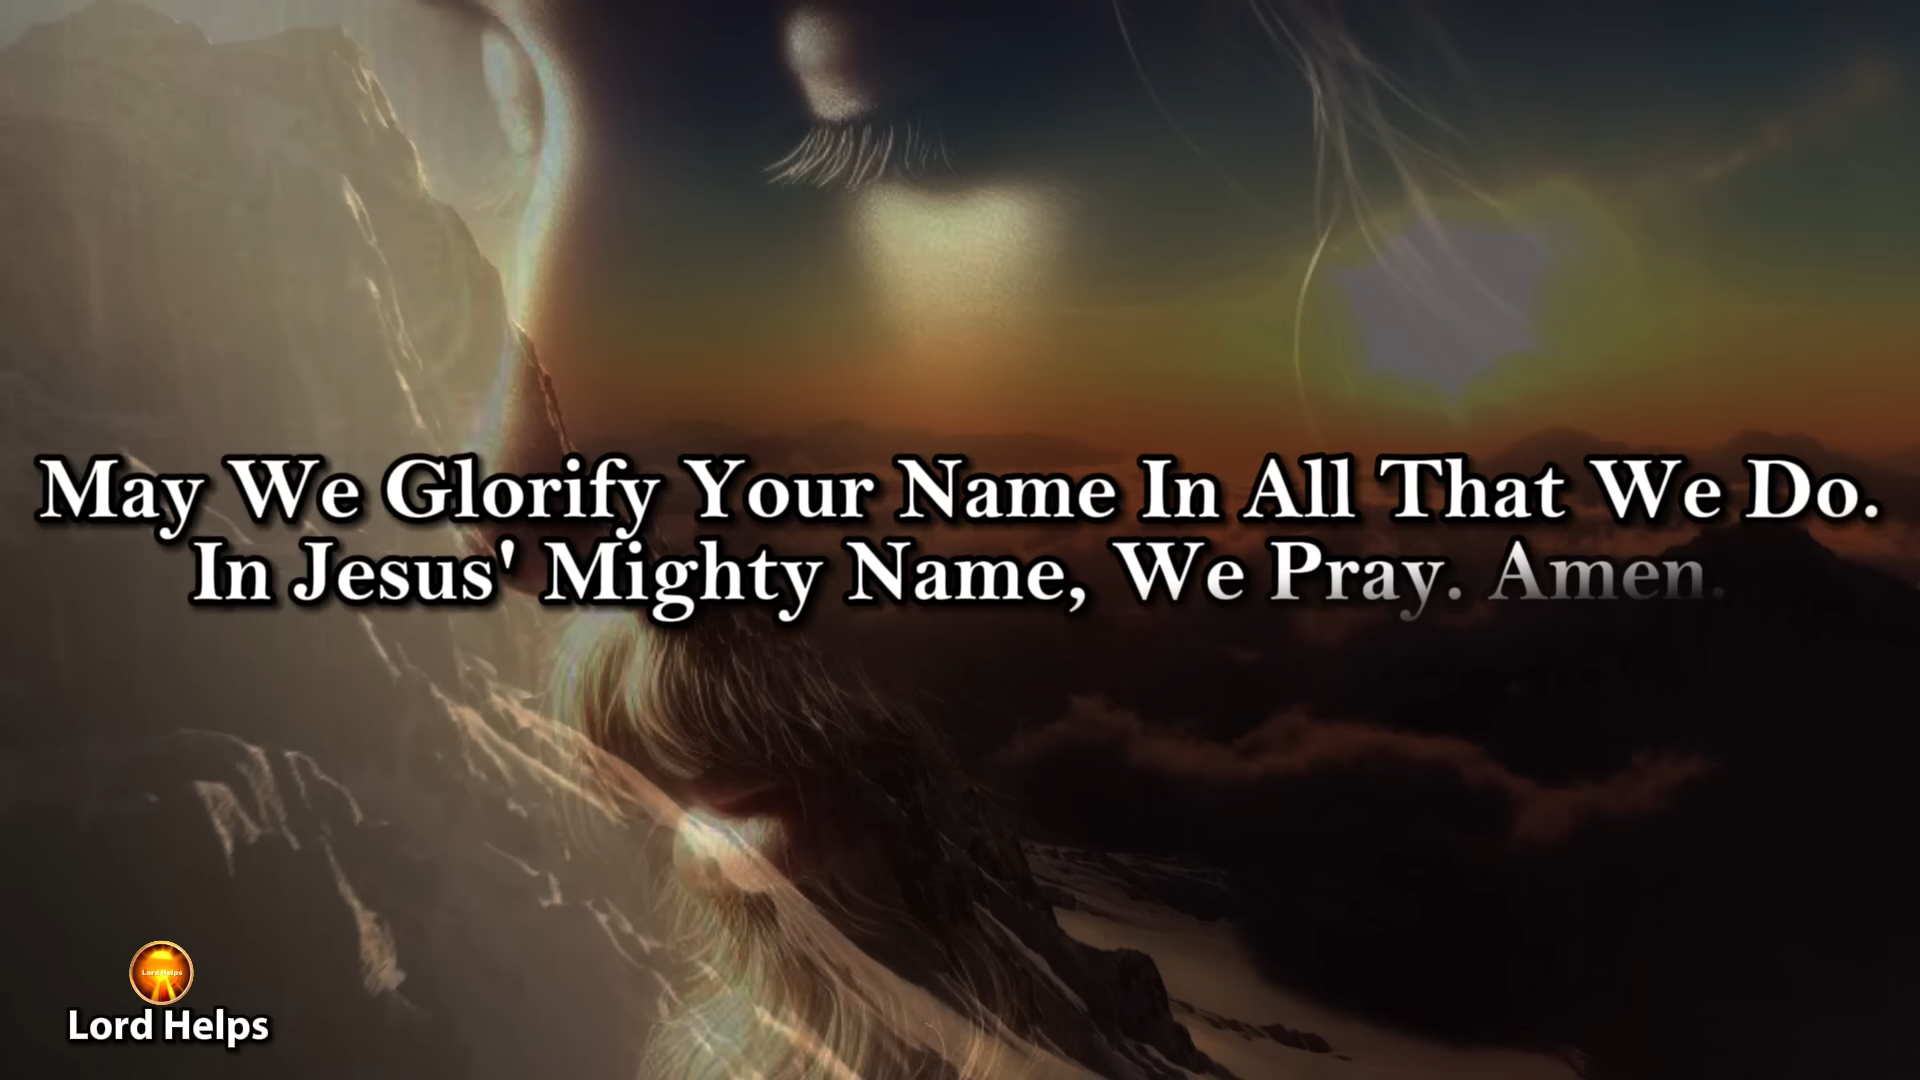 May We Glorify Your Name In All That We Do.
In Jesus' Mighty Name, We Pray. Amen.
LordHelps
Lord Helps